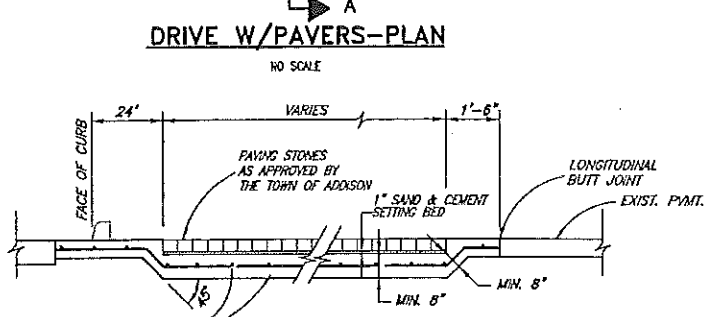 A
DRIVE W/PAVERS-PLAN
NO SCALE
24"
VARIES
1'-6"
FACE OF CURB
PAVING STONES
AS APPROVED BY
THE TOWN OF ADDISON
1" SAND & CEMENT
SETTING BED
LONGITUDINAL
BUTT JOINT
EXIST. PVMT.
45°
MIN. 8"
MIN. 8"